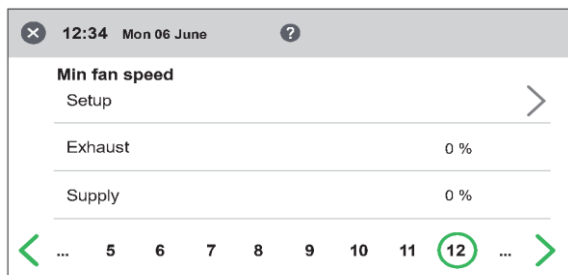 12:34 Mon 06 June ?
Min fan speed
Setup
Exhaust 0 %
Supply 0 %
... 5 6 7 8 9 10 11 12 ...